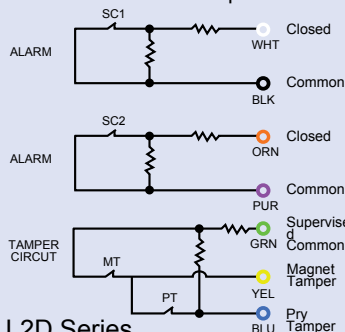 SC1
Closed
WHT
ALARM
Common
BLK
SC2
Closed
ORN
ALARM
Common
PUR
Supervise
d
TAMPER
CIRCUT
GRN
Common
MT
Magnet
Tamper
YEL
PT
Pry
Tamper
BLU
L2D Series